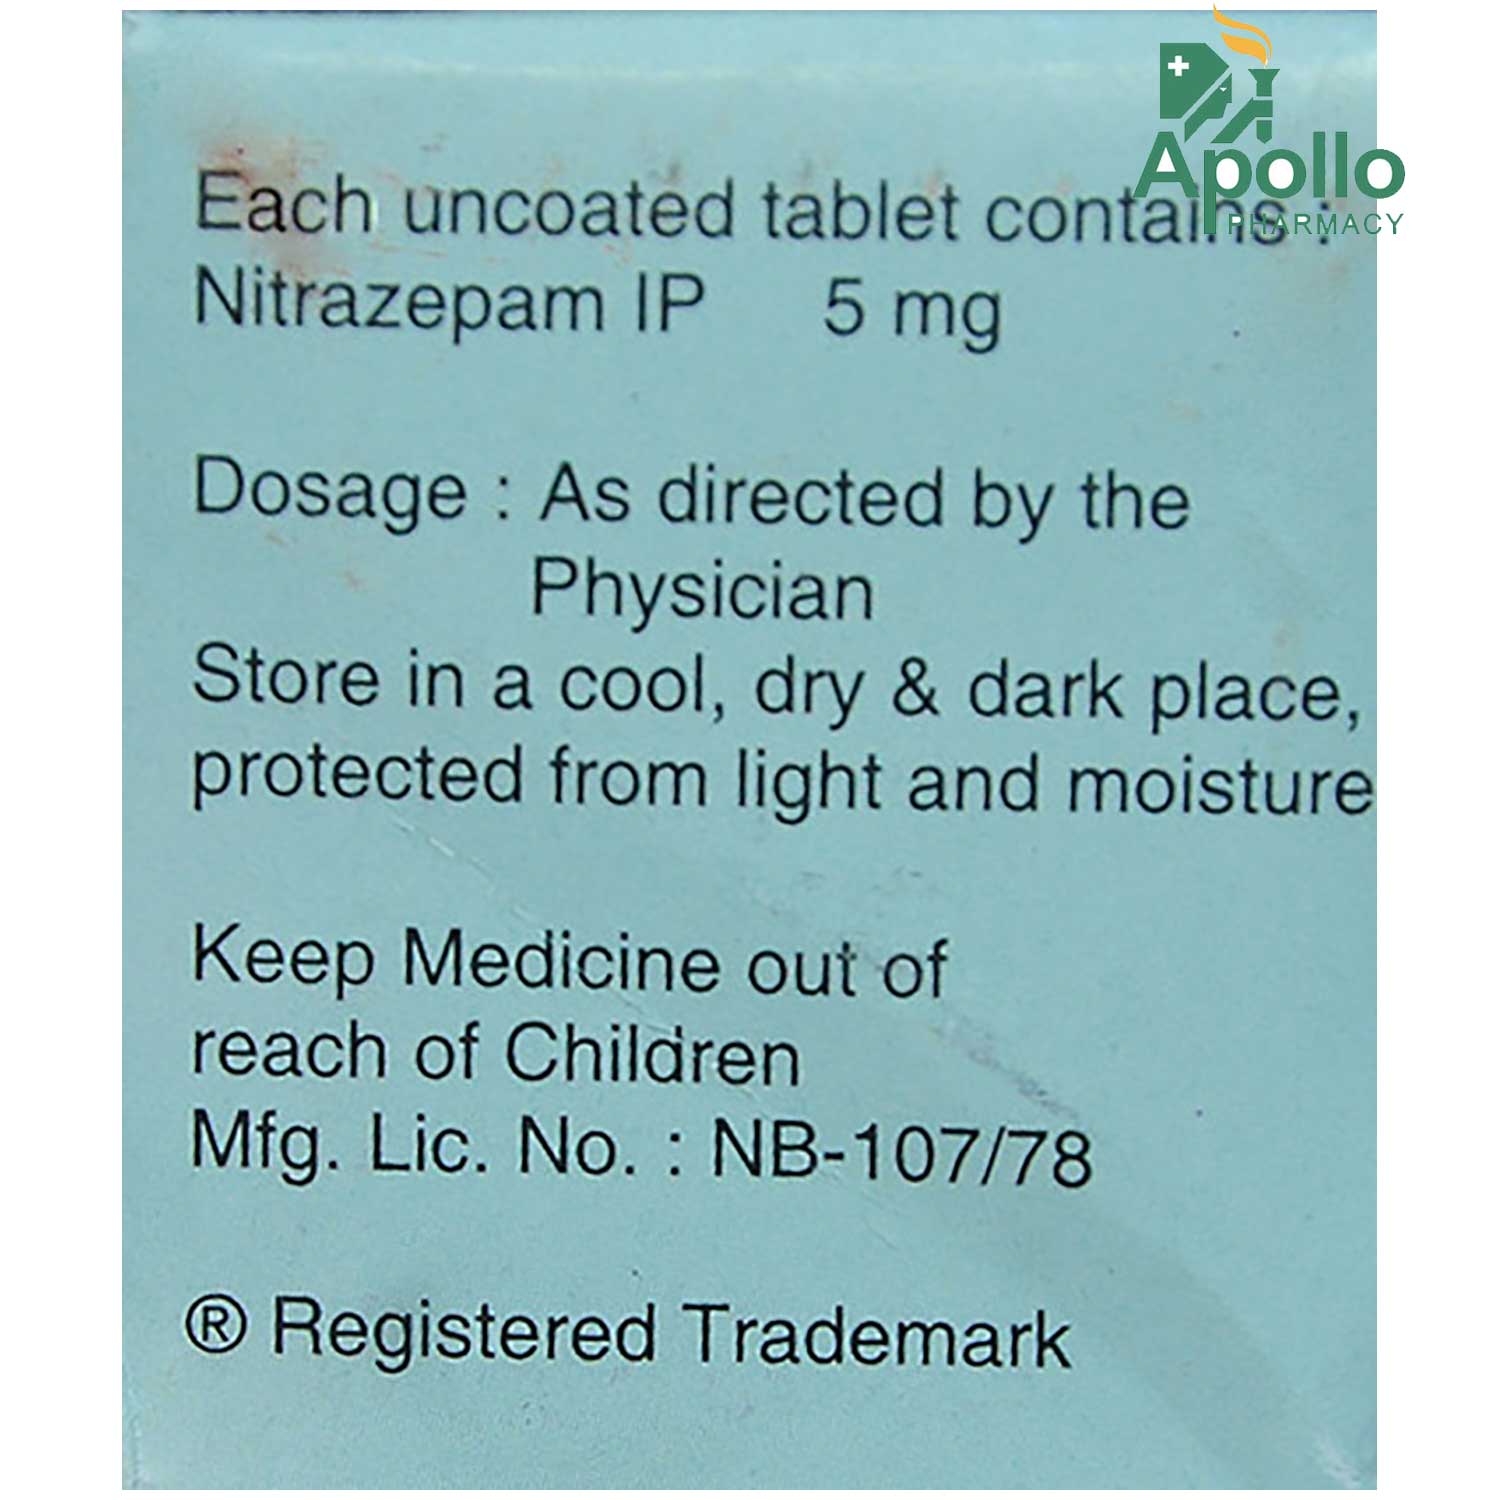 Apollo
PHARMACY
Each uncoated tablet contains :
Nitrazepam IP 5 mg
Dosage : As directed by the
Physician
Store in a cool, dry & dark place,
protected from light and moisture
Keep Medicine out of
reach of Children
Mfg. Lic. No. : NB-107/78
® Registered Trademark